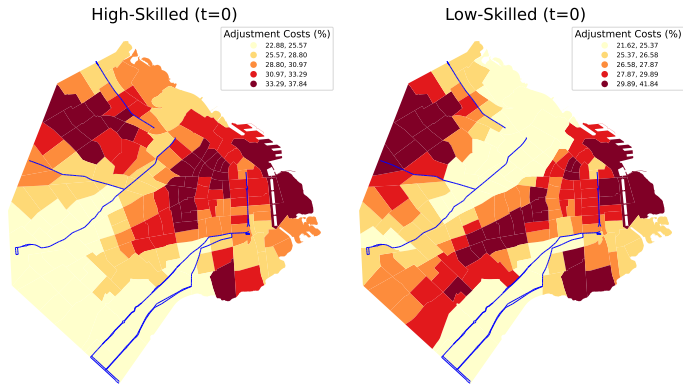 High-Skilled (t=0)
Adjustment Costs (%)
22.88, 25.57
25.57, 28.80
28.80, 30.97
30.97, 33.29
33.29, 37.84
Low-Skilled (t=0)
Adjustment Costs (%)
21.62, 25.37
25.37, 26.58
26.58, 27.87
27.87, 29.89
29.89, 41.84